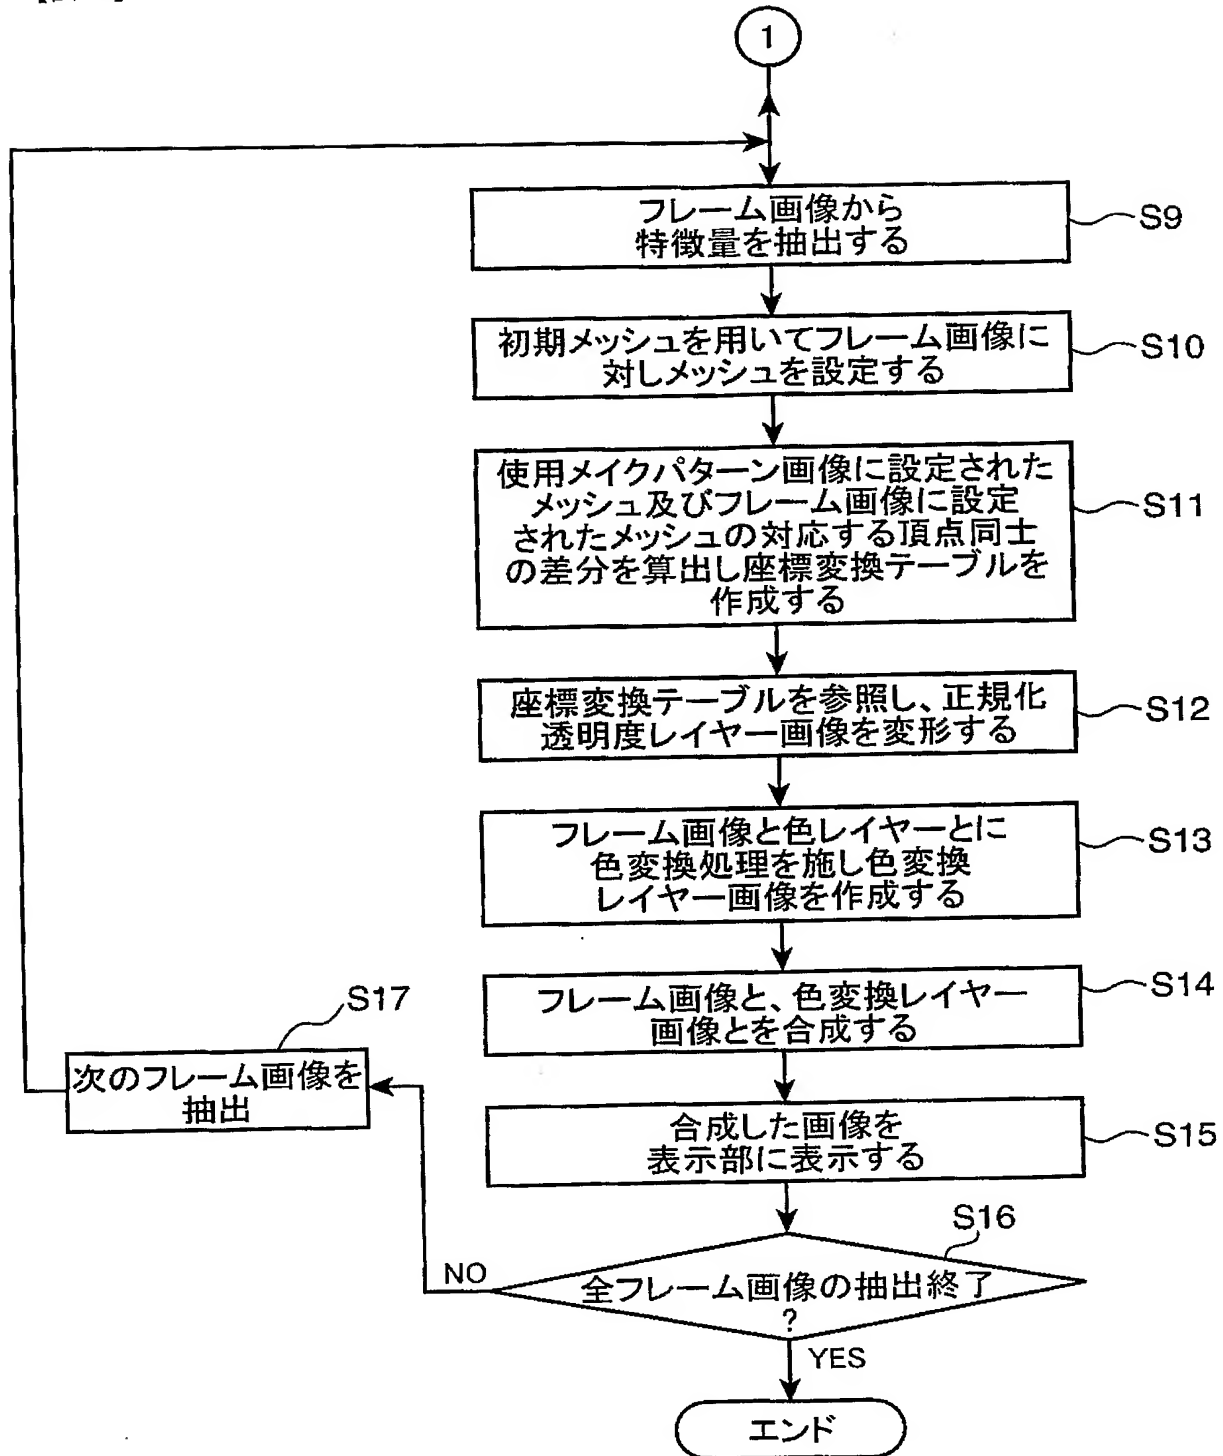 1
フレーム画像から
特徴量を抽出する
S9
初期メッシュを用いてフレーム画像に
対しメッシュを設定する
S10
使用メイクパターン画像に設定された
メッシュ及びフレーム画像に設定
されたメッシュの対応する頂点同士
の差分を算出し座標変換テーブルを
作成する
S11
座標変換テーブルを参照し、正規化
透明度レイヤー画像を変形する
S12
フレーム画像と色レイヤーとに
色変換処理を施し色変換
レイヤー画像を作成する
S13
フレーム画像と、色変換レイヤー
画像とを合成する
S14
合成した画像を
表示部に表示する
S15
S16
全フレーム画像の抽出終了
?
NO
S17
次のフレーム画像を
抽出
YES
エンド